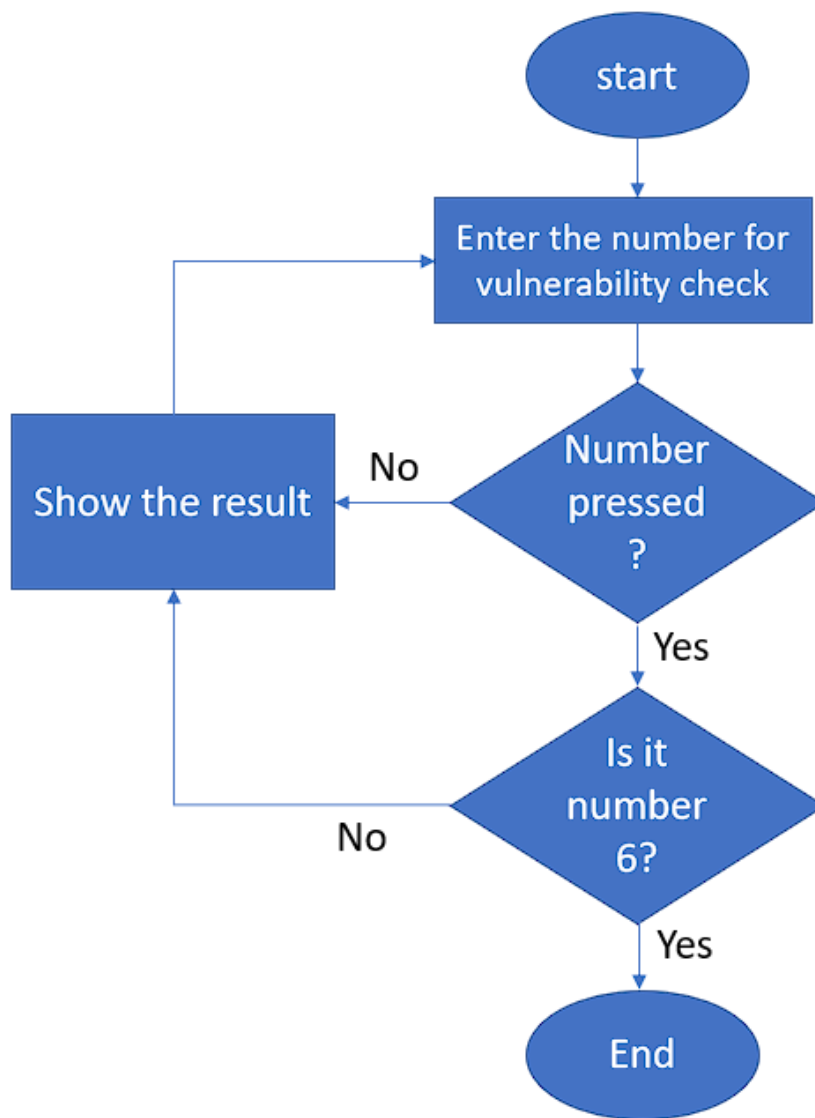 start
Enter the number for
vulnerability check
Number
pressed
?
No
Show the result
Yes
Is it
number
6?
No
Yes
End